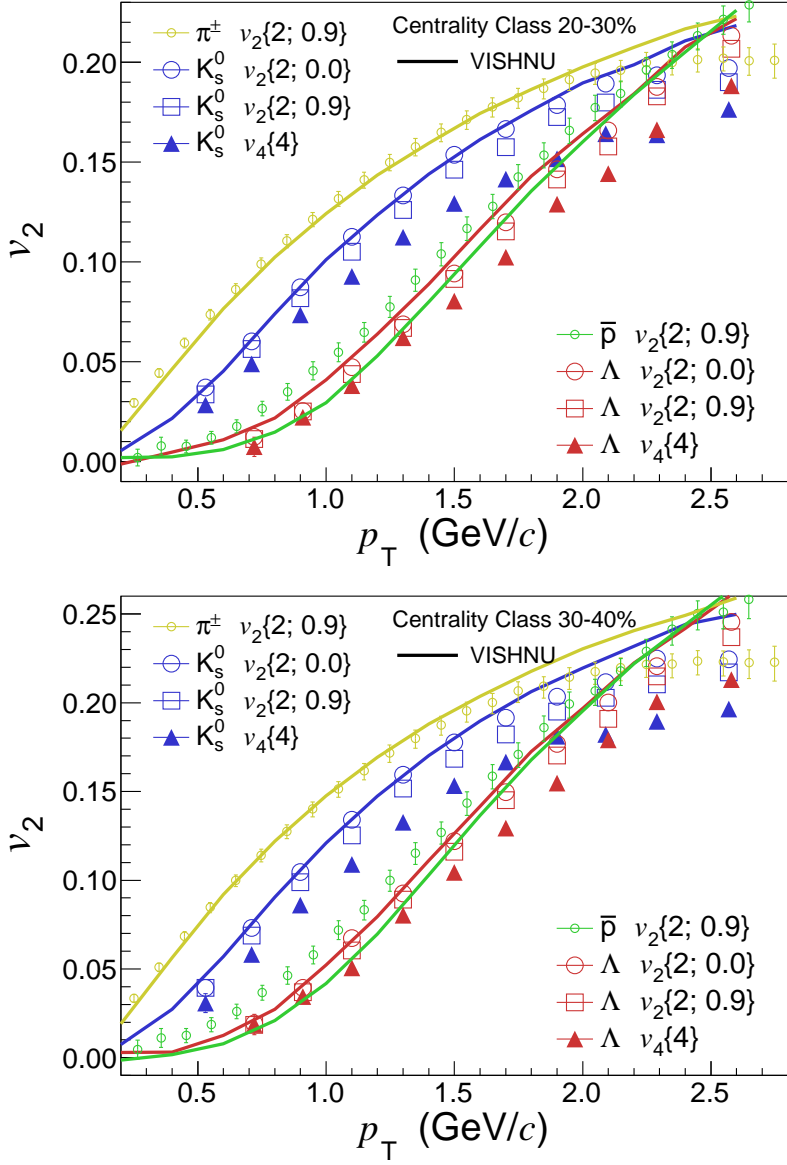 π± v2{2; 0.9}
K0s v2{2; 0.0}
K0s v2{2; 0.9}
K0s v4{4}
Centrality Class 20-30%
VISHNU
p̅ v2{2; 0.9}
Λ v2{2; 0.0}
Λ v2{2; 0.9}
Λ v4{4}
v2
0.20
0.15
0.10
0.05
0.00
0.5 1.0 1.5 2.0 2.5
pT (GeV/c)
π± v2{2; 0.9}
K0s v2{2; 0.0}
K0s v2{2; 0.9}
K0s v4{4}
Centrality Class 30-40%
VISHNU
p̅ v2{2; 0.9}
Λ v2{2; 0.0}
Λ v2{2; 0.9}
Λ v4{4}
v2
0.25
0.20
0.15
0.10
0.05
0.00
0.5 1.0 1.5 2.0 2.5
pT (GeV/c)